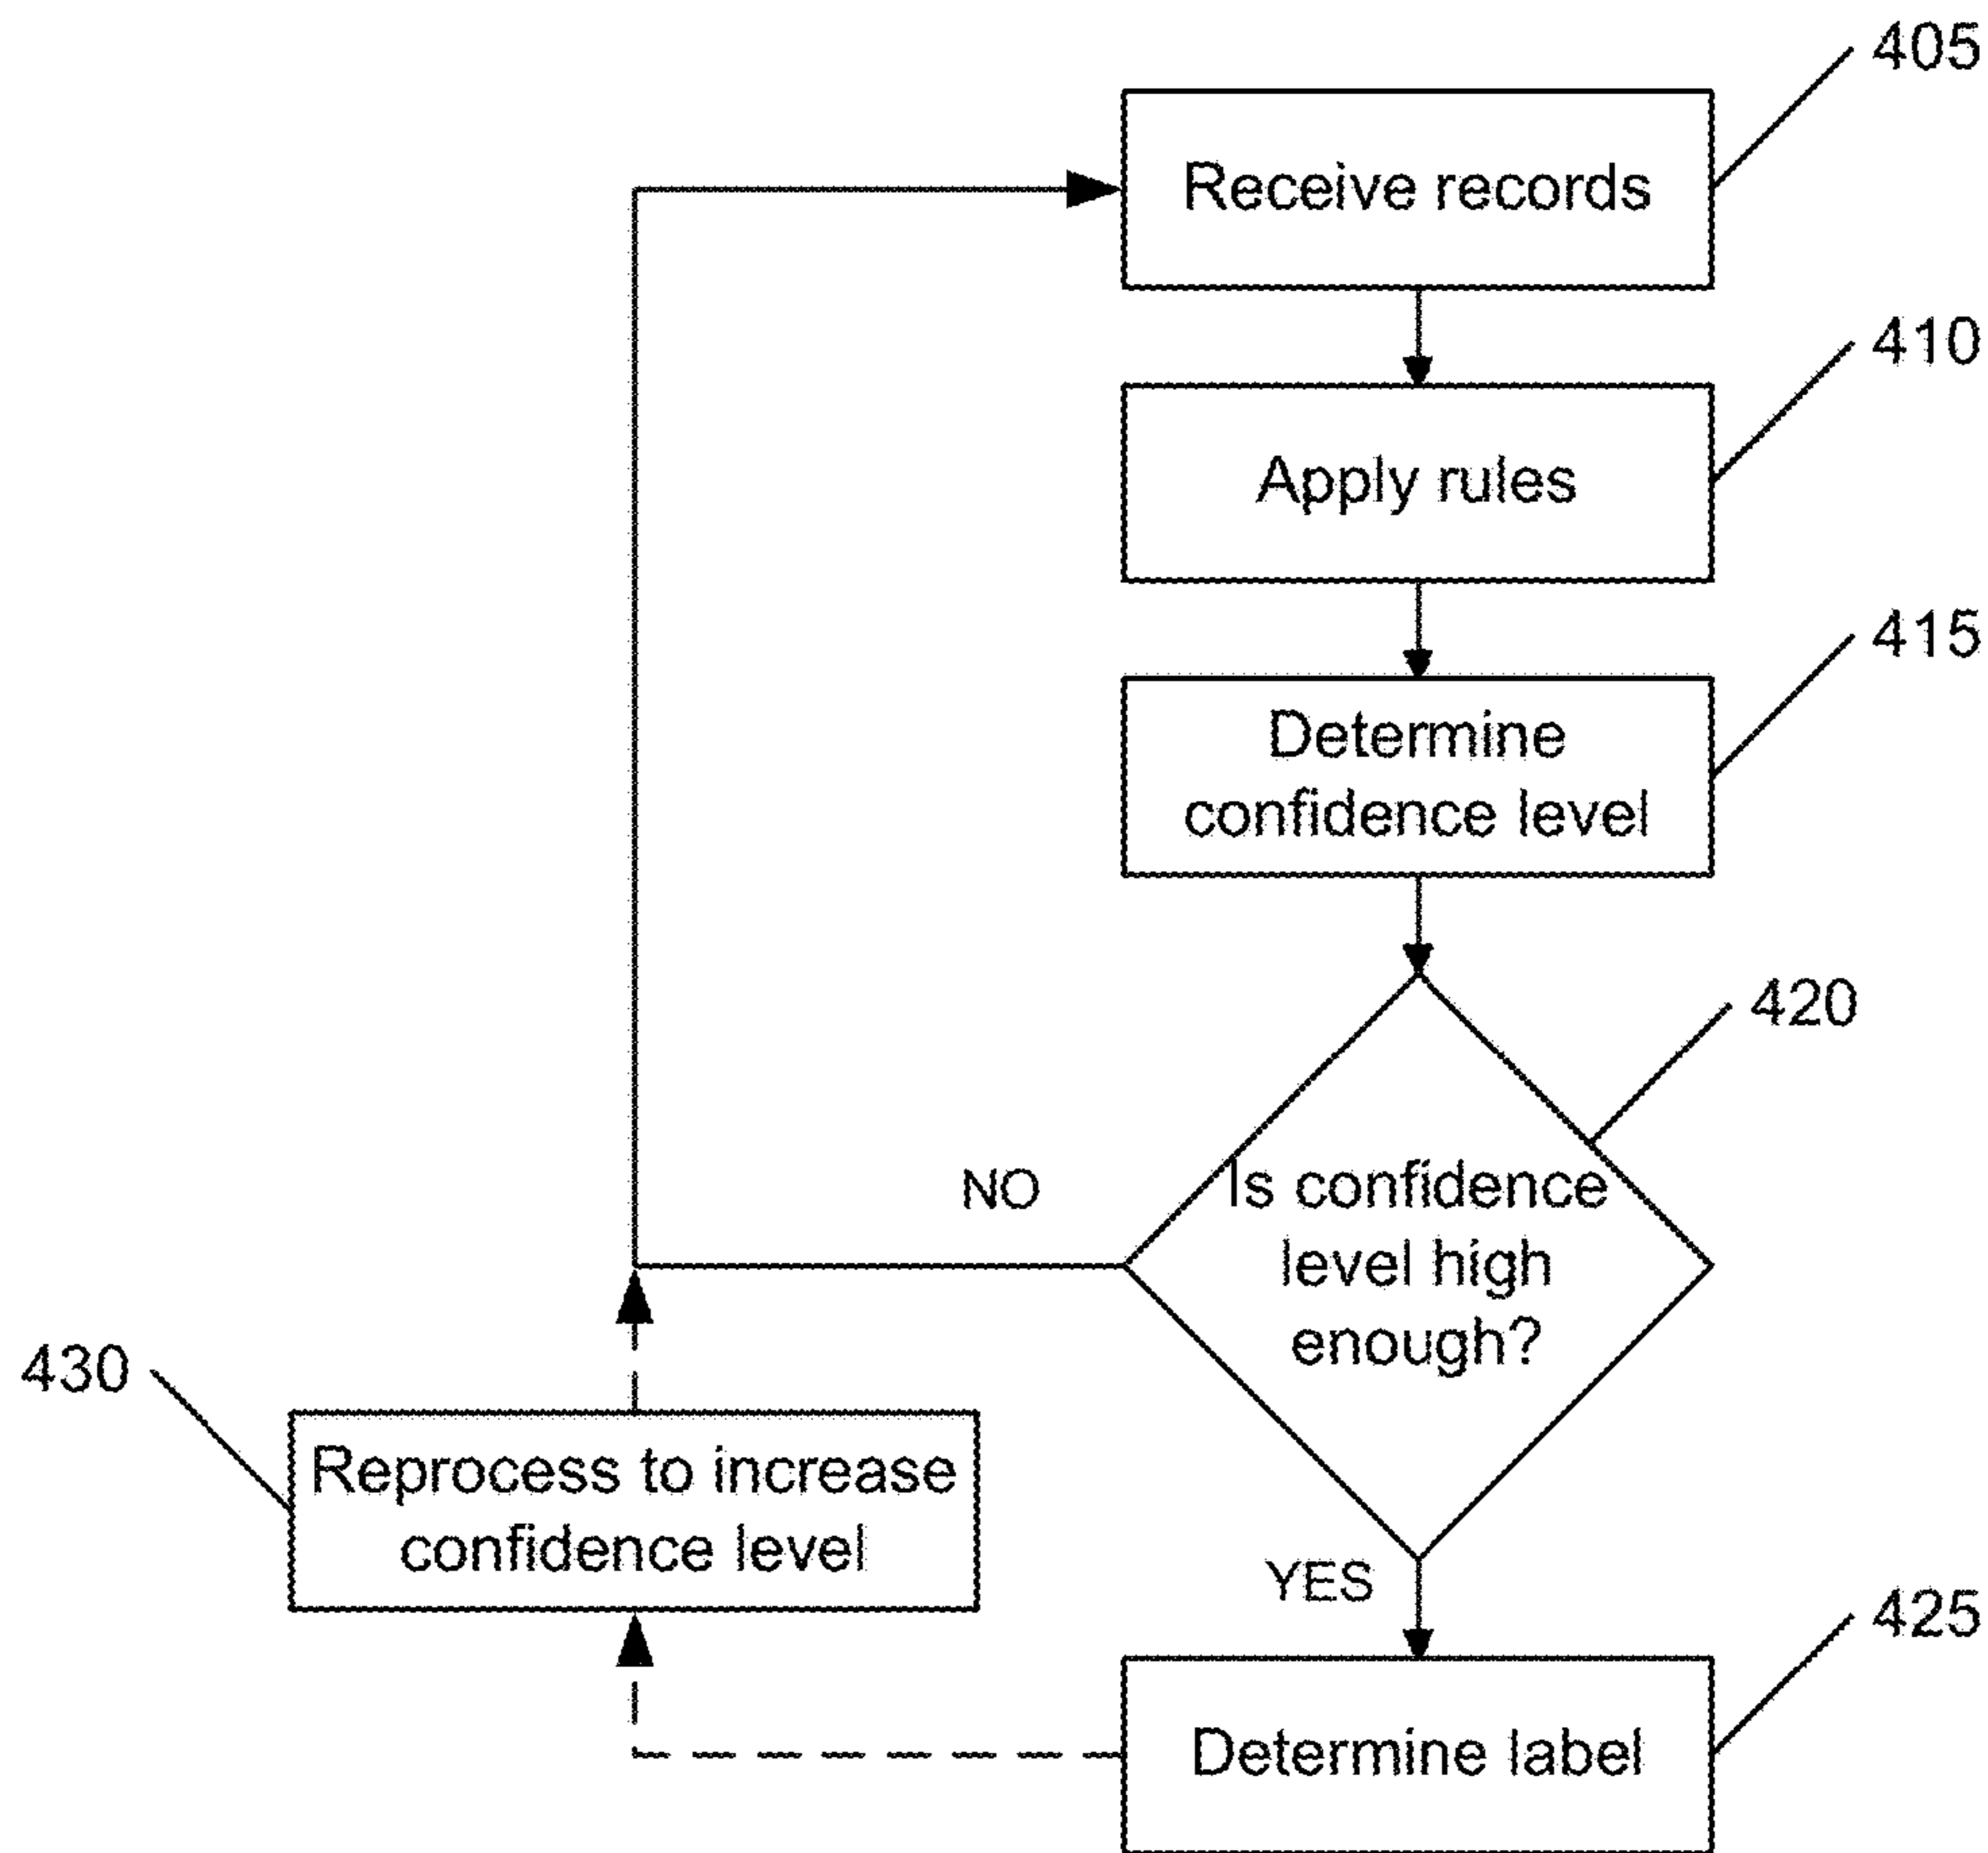 405
Receive records
410
Apply rules
415
Determine
confidence level
420
NO
Is confidence
level high
enough?
430
Reprocess to increase
confidence level
YES
425
Determine label